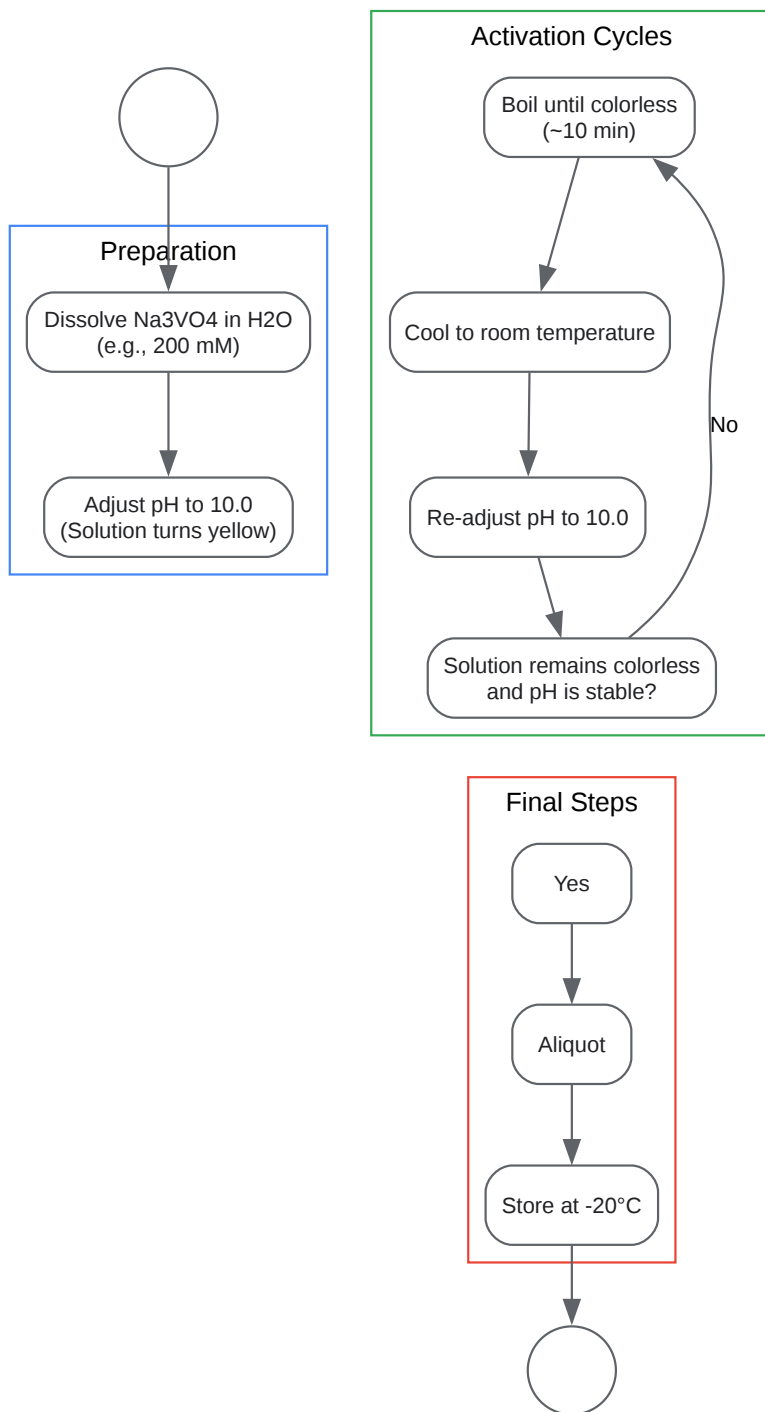 Preparation
Dissolve Na3VO4 in H2O
(e.g., 200 mM)
Adjust pH to 10.0
(Solution turns yellow)
Activation Cycles
Boil until colorless
(~10 min)
Cool to room temperature
Re-adjust pH to 10.0
Solution remains colorless
and pH is stable?
No
Final Steps
Yes
Aliquot
Store at -20°C